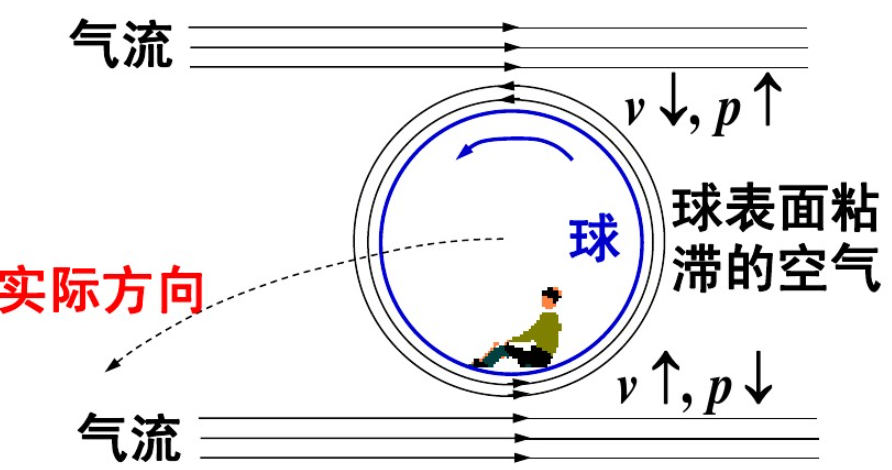 气流
v↓, p↑
球
球表面粘
滞的空气
实际方向
v↑, p↓
气流